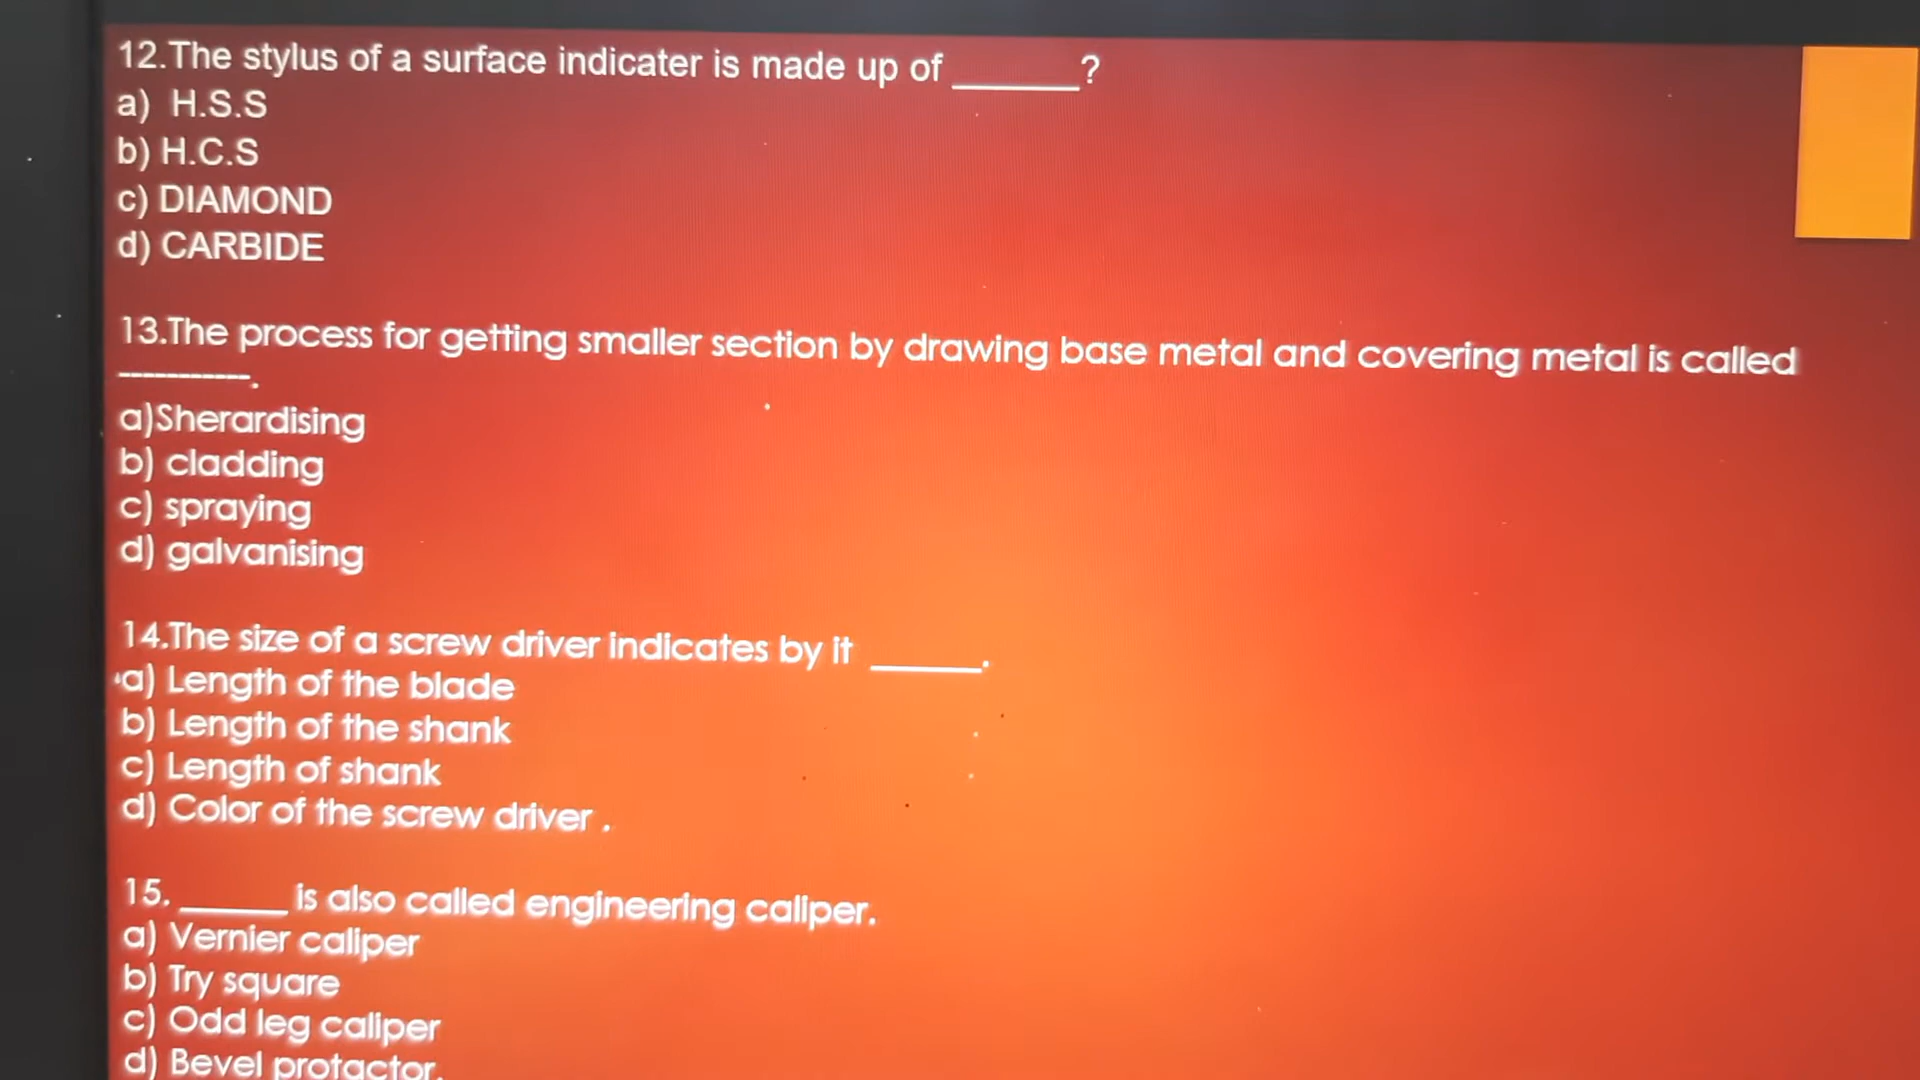 12.The stylus of a surface indicater is made up of ______?
a) H.S.S
b) H.C.S
c) DIAMOND
d) CARBIDE
13.The process for getting smaller section by drawing base metal and covering metal is called
-----------.
a)Sherardising
b) cladding
c) spraying
d) galvanising
14.The size of a screw driver indicates by it ______.
a) Length of the blade
b) Length of the shank
c) Length of shank
d) Color of the screw driver .
15. ______ is also called engineering caliper.
a) Vernier caliper
b) Try square
c) Odd leg caliper
d) Bevel protactor.